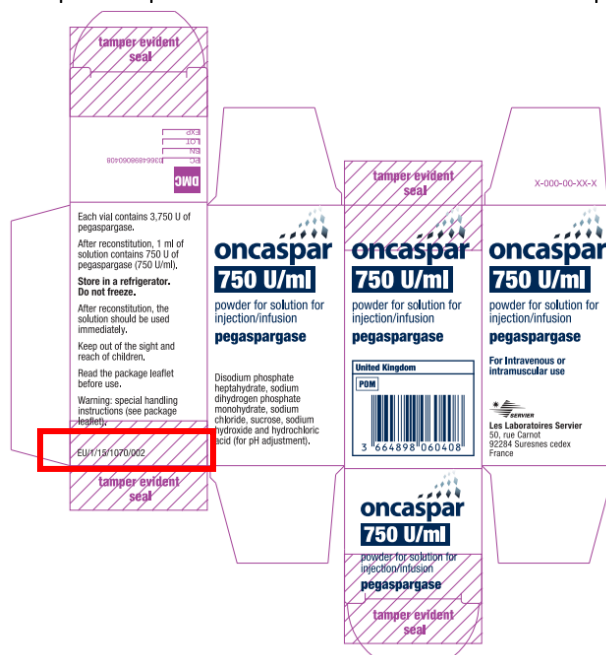 tamper evident
seal
EXP
LOT
EN
EC 03664898060408
DMC
Each vial contains 3,750 U of
pegaspargase.
After reconstitution, 1 ml of
solution contains 750 U of
pegaspargase (750 U/ml).
Store in a refrigerator.
Do not freeze.
After reconstitution, the
solution should be used
immediately.
Keep out of the sight and
reach of children.
Read the package leaflet
before use.
Warning: special handling
instructions (see package
leaflet).
EU/1/15/1070/002
tamper evident
seal
oncaspar
750 U/ml
powder for solution for
injection/infusion
pegaspargase
Disodium phosphate
heptahydrate, sodium
dihydrogen phosphate
monohydrate, sodium
chloride, sucrose, sodium
hydroxide and hydrochloric
acid (for pH adjustment).
tamper evident
seal
oncaspar
750 U/ml
powder for solution for
injection/infusion
pegaspargase
United Kingdom
POM
3 664898 060408
oncaspar
750 U/ml
powder for solution for
injection/infusion
pegaspargase
tamper evident
seal
X-000-00-XX-X
oncaspar
750 U/ml
powder for solution for
injection/infusion
pegaspargase
For Intravenous or
intramuscular use
SERVIER
Les Laboratoires Servier
50, rue Carnot
92284 Suresnes cedex
France